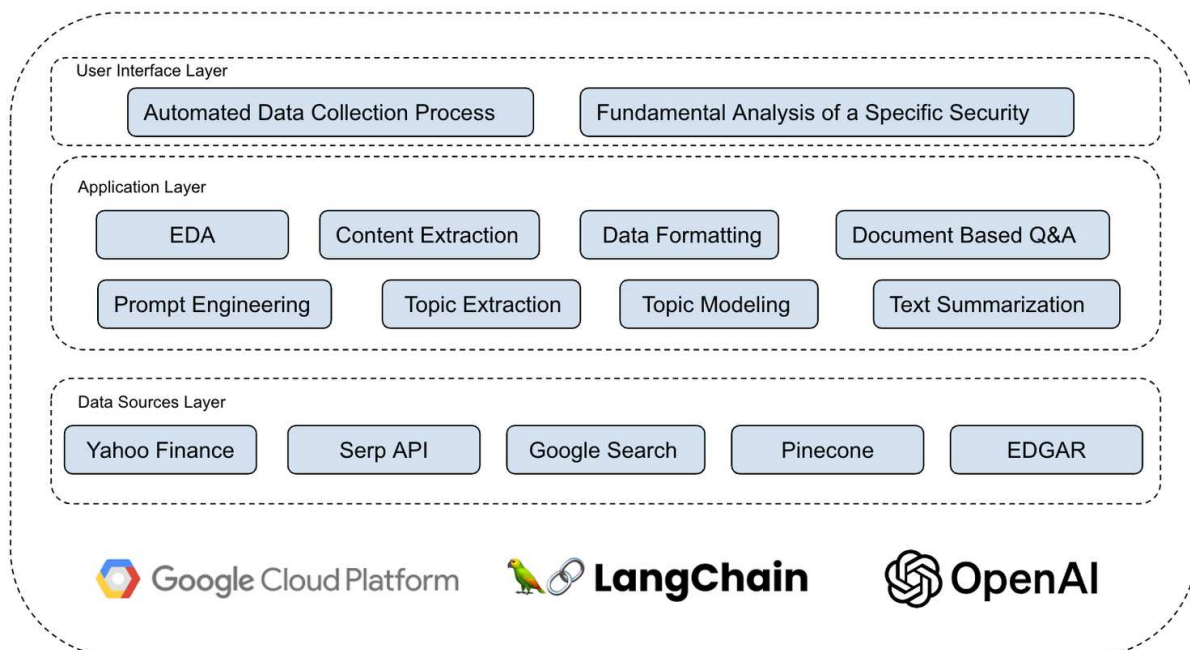 User Interface Layer
Automated Data Collection Process
Fundamental Analysis of a Specific Security
Application Layer
EDA
Content Extraction
Data Formatting
Document Based Q&A
Prompt Engineering
Topic Extraction
Topic Modeling
Text Summarization
Data Sources Layer
Yahoo Finance
Serp API
Google Search
Pinecone
EDGAR
Google Cloud Platform
LangChain
OpenAI